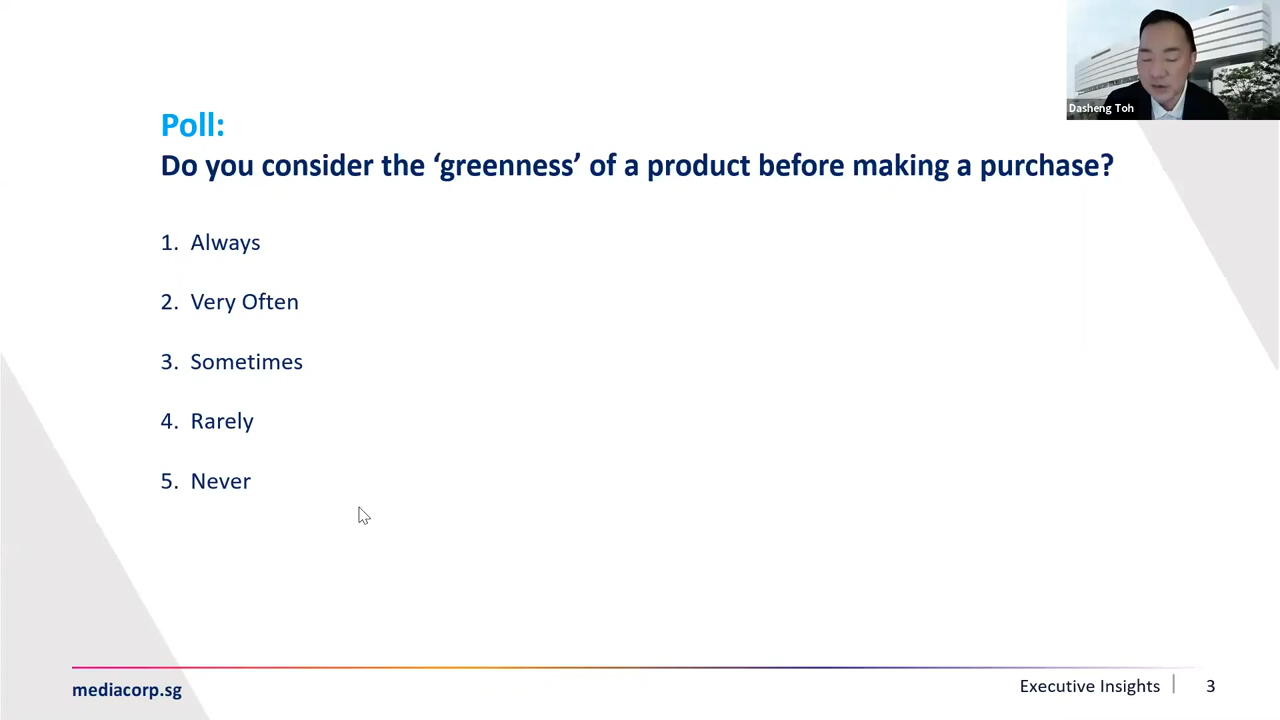 Dasheng Toh
Poll:
Do you consider the ‘greenness’ of a product before making a purchase?
1. Always
2. Very Often
3. Sometimes
4. Rarely
5. Never
mediacorp.sg
Executive Insights | 3